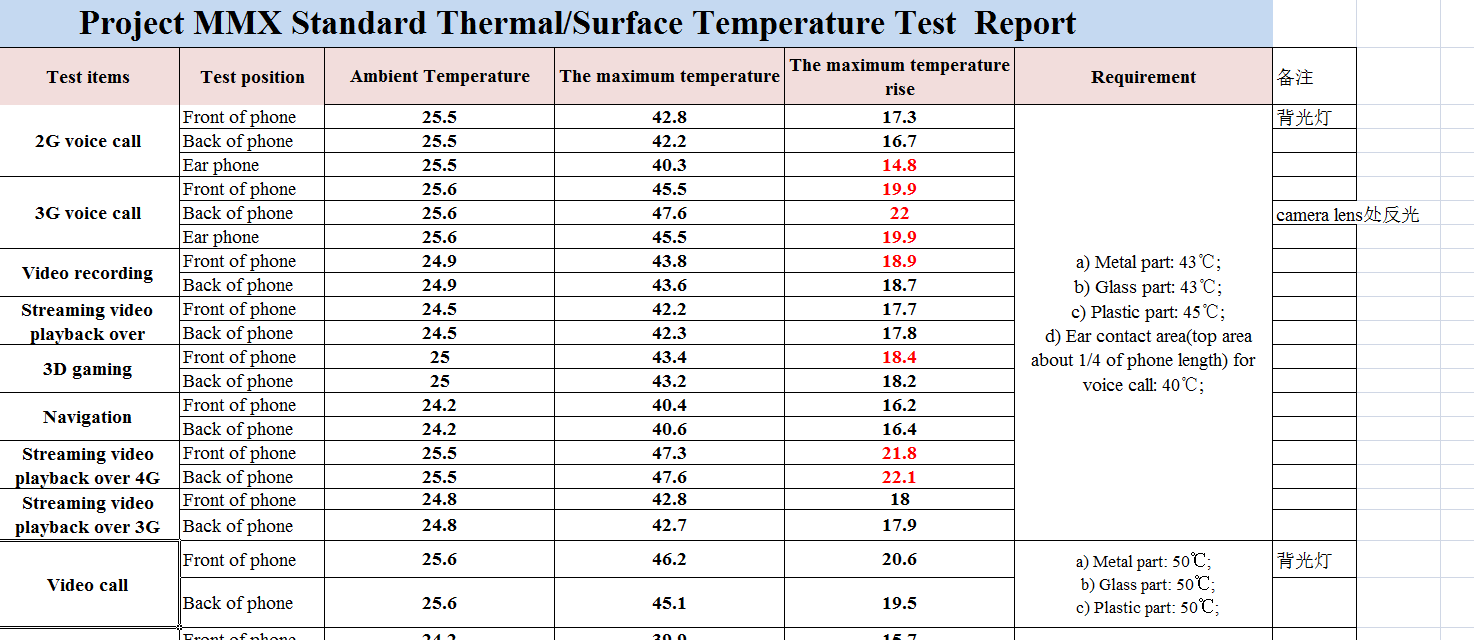 Project MMX Standard Thermal/Surface Temperature Test Report
Test items Test position Ambient Temperature The maximum temperature The maximum temperature rise Requirement 备注
2G voice call
Front of phone 25.5 42.8 17.3 背光灯
Back of phone 25.5 42.2 16.7
Ear phone 25.5 40.3 14.8
3G voice call
Front of phone 25.6 45.5 19.9
Back of phone 25.6 47.6 22 camera lens处反光
Ear phone 25.6 45.5 19.9
Video recording
Front of phone 24.9 43.8 18.9
Back of phone 24.9 43.6 18.7
Streaming video
playback over
Front of phone 24.5 42.2 17.7
Back of phone 24.5 42.3 17.8
3D gaming
Front of phone 25 43.4 18.4
Back of phone 25 43.2 18.2
Navigation
Front of phone 24.2 40.4 16.2
Back of phone 24.2 40.6 16.4
Streaming video
playback over 4G
Front of phone 25.5 47.3 21.8
Back of phone 25.5 47.6 22.1
Streaming video
playback over 3G
Front of phone 24.8 42.8 18
Back of phone 24.8 42.7 17.9
a) Metal part: 43℃;
b) Glass part: 43℃;
c) Plastic part: 45℃;
d) Ear contact area(top area
about 1/4 of phone length) for
voice call: 40℃;
Video call
Front of phone 25.6 46.2 20.6 背光灯
Back of phone 25.6 45.1 19.5
a) Metal part: 50℃;
b) Glass part: 50℃;
c) Plastic part: 50℃;
Front of phone 24.2 39.9 15.7